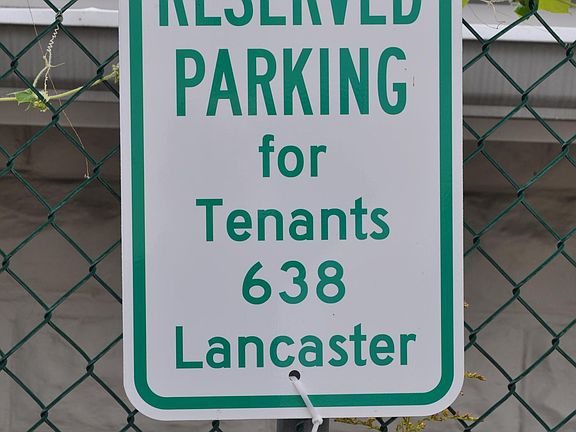 RESERVED
PARKING
for
Tenants
638
Lancaster